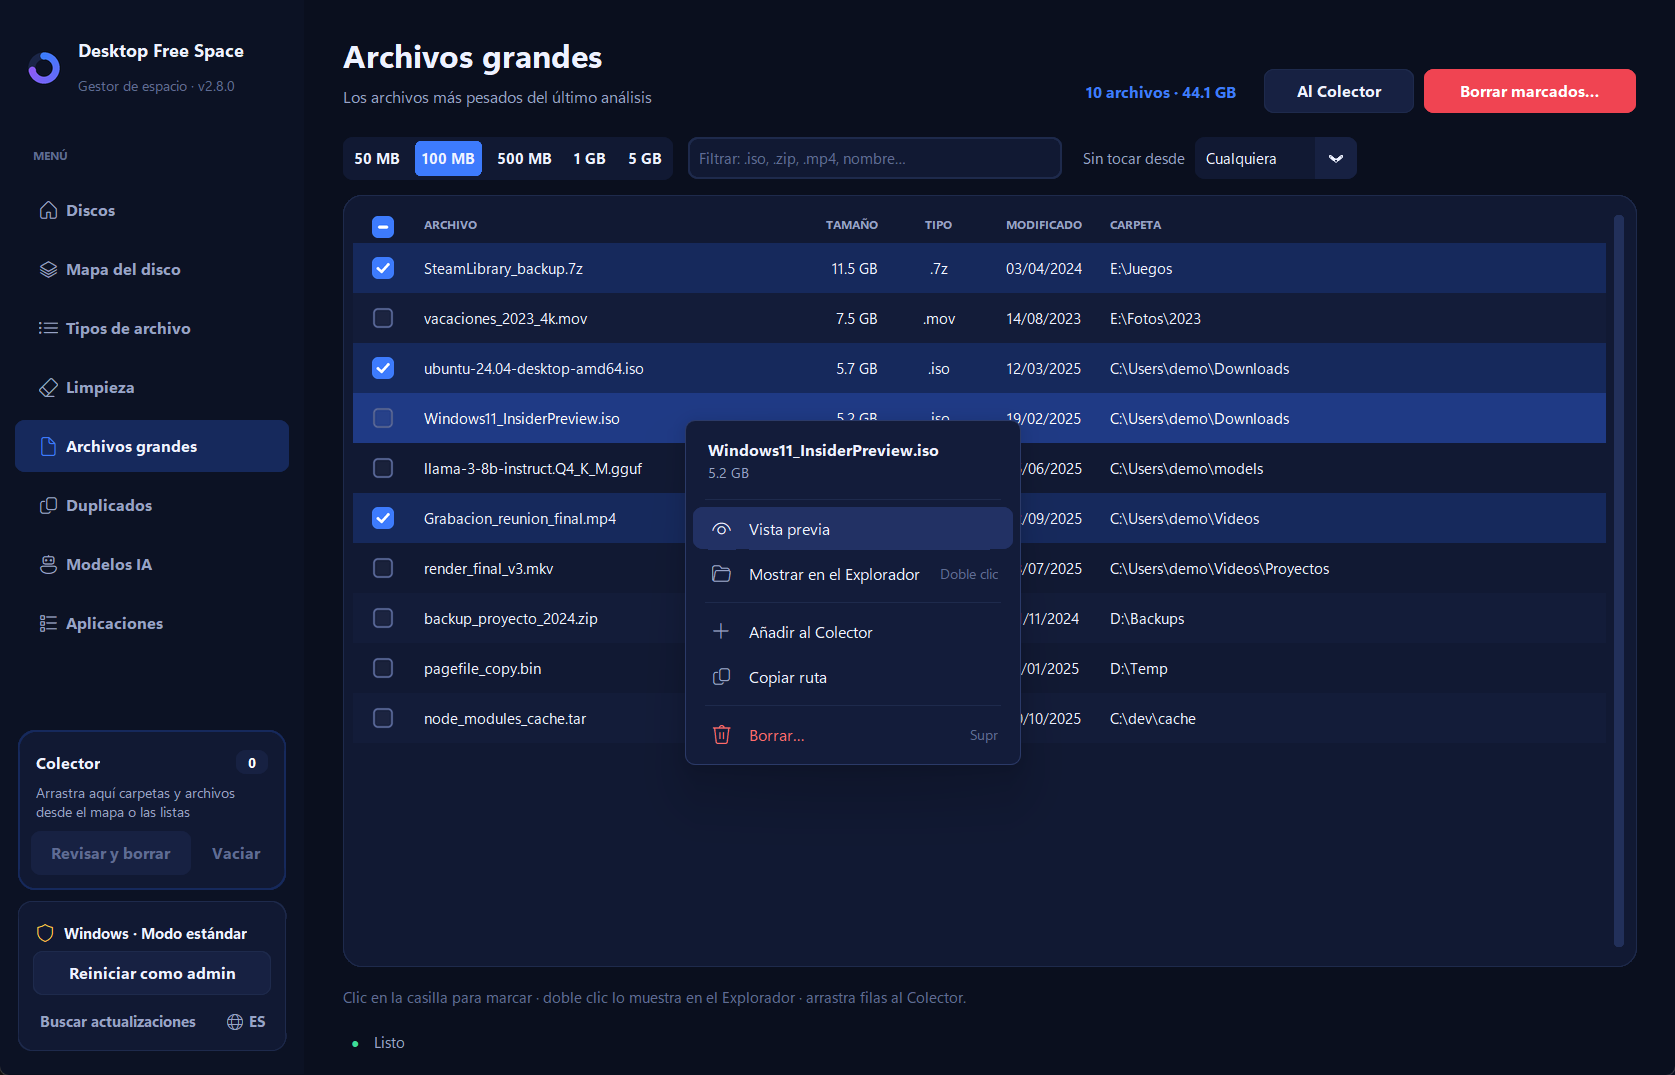 Desktop Free Space
Gestor de espacio · v2.8.0
MENÚ
Discos
Mapa del disco
Tipos de archivo
Limpieza
Archivos grandes
Duplicados
Modelos IA
Aplicaciones
Colector 0
Arrastra aquí carpetas y archivos
desde el mapa o las listas
Revisar y borrar Vaciar
Windows · Modo estándar
Reiniciar como admin
Buscar actualizaciones ES
Archivos grandes
Los archivos más pesados del último análisis
10 archivos · 44.1 GB Al Colector Borrar marcados...
50 MB 100 MB 500 MB 1 GB 5 GB Filtrar: .iso, .zip, .mp4, nombre... Sin tocar desde Cualquiera
ARCHIVO TAMAÑO TIPO MODIFICADO CARPETA
SteamLibrary_backup.7z 11.5 GB .7z 03/04/2024 E:\Juegos
vacaciones_2023_4k.mov 7.5 GB .mov 14/08/2023 E:\Fotos\2023
ubuntu-24.04-desktop-amd64.iso 5.7 GB .iso 12/03/2025 C:\Users\demo\Downloads
Windows11_InsiderPreview.iso 5.2 GB .iso 19/02/2025 C:\Users\demo\Downloads
llama-3-8b-instruct.Q4_K_M.gguf /06/2025 C:\Users\demo\models
Grabacion_reunion_final.mp4 /09/2025 C:\Users\demo\Videos
render_final_v3.mkv /07/2025 C:\Users\demo\Videos\Proyectos
backup_proyecto_2024.zip /11/2024 D:\Backups
pagefile_copy.bin /01/2025 D:\Temp
node_modules_cache.tar /10/2025 C:\dev\cache
Windows11_InsiderPreview.iso
5.2 GB
Vista previa
Mostrar en el Explorador Doble clic
Añadir al Colector
Copiar ruta
Borrar... Supr
Clic en la casilla para marcar · doble clic lo muestra en el Explorador · arrastra filas al Colector.
Listo